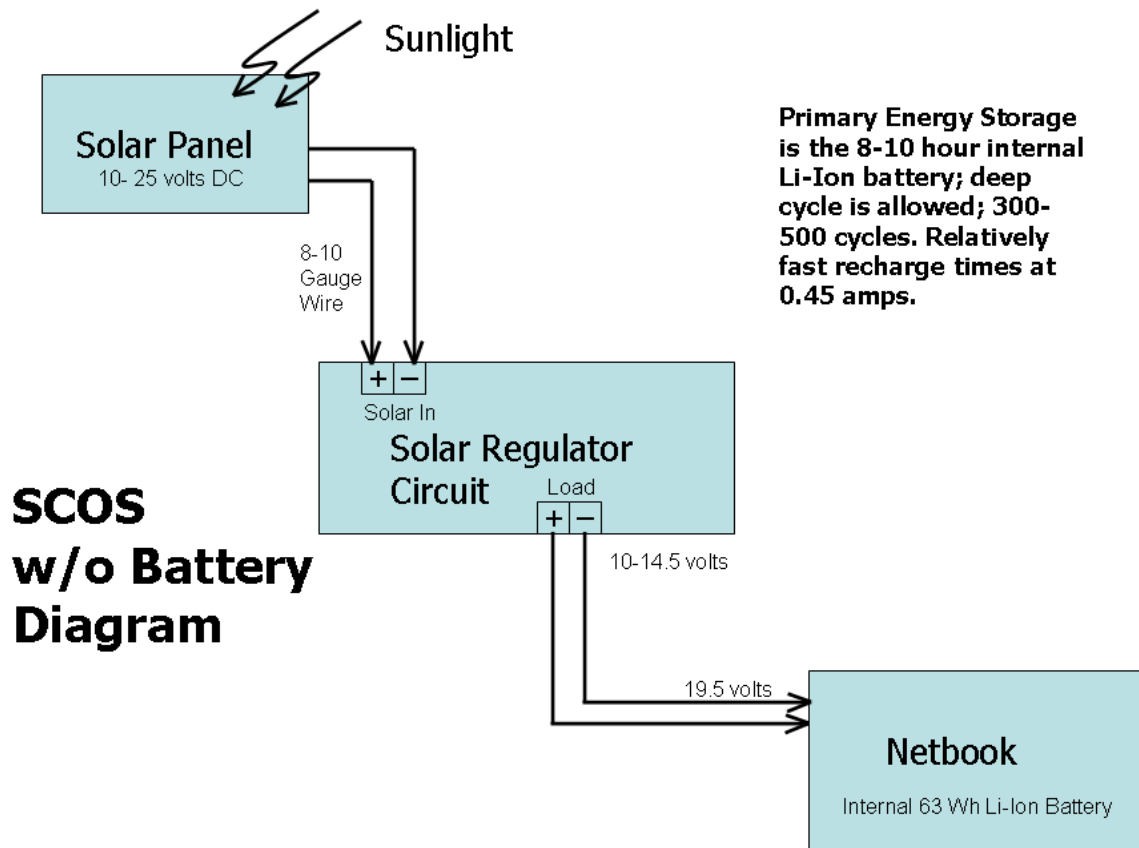 Sunlight
Solar Panel
10- 25 volts DC
Primary Energy Storage
is the 8-10 hour internal
Li-Ion battery; deep
cycle is allowed; 300-
500 cycles. Relatively
fast recharge times at
0.45 amps.
8-10
Gauge
Wire
+ −
Solar In
Solar Regulator
Circuit
Load
+ −
SCOS
w/o Battery
Diagram
10-14.5 volts
19.5 volts
Netbook
Internal 63 Wh Li-Ion Battery